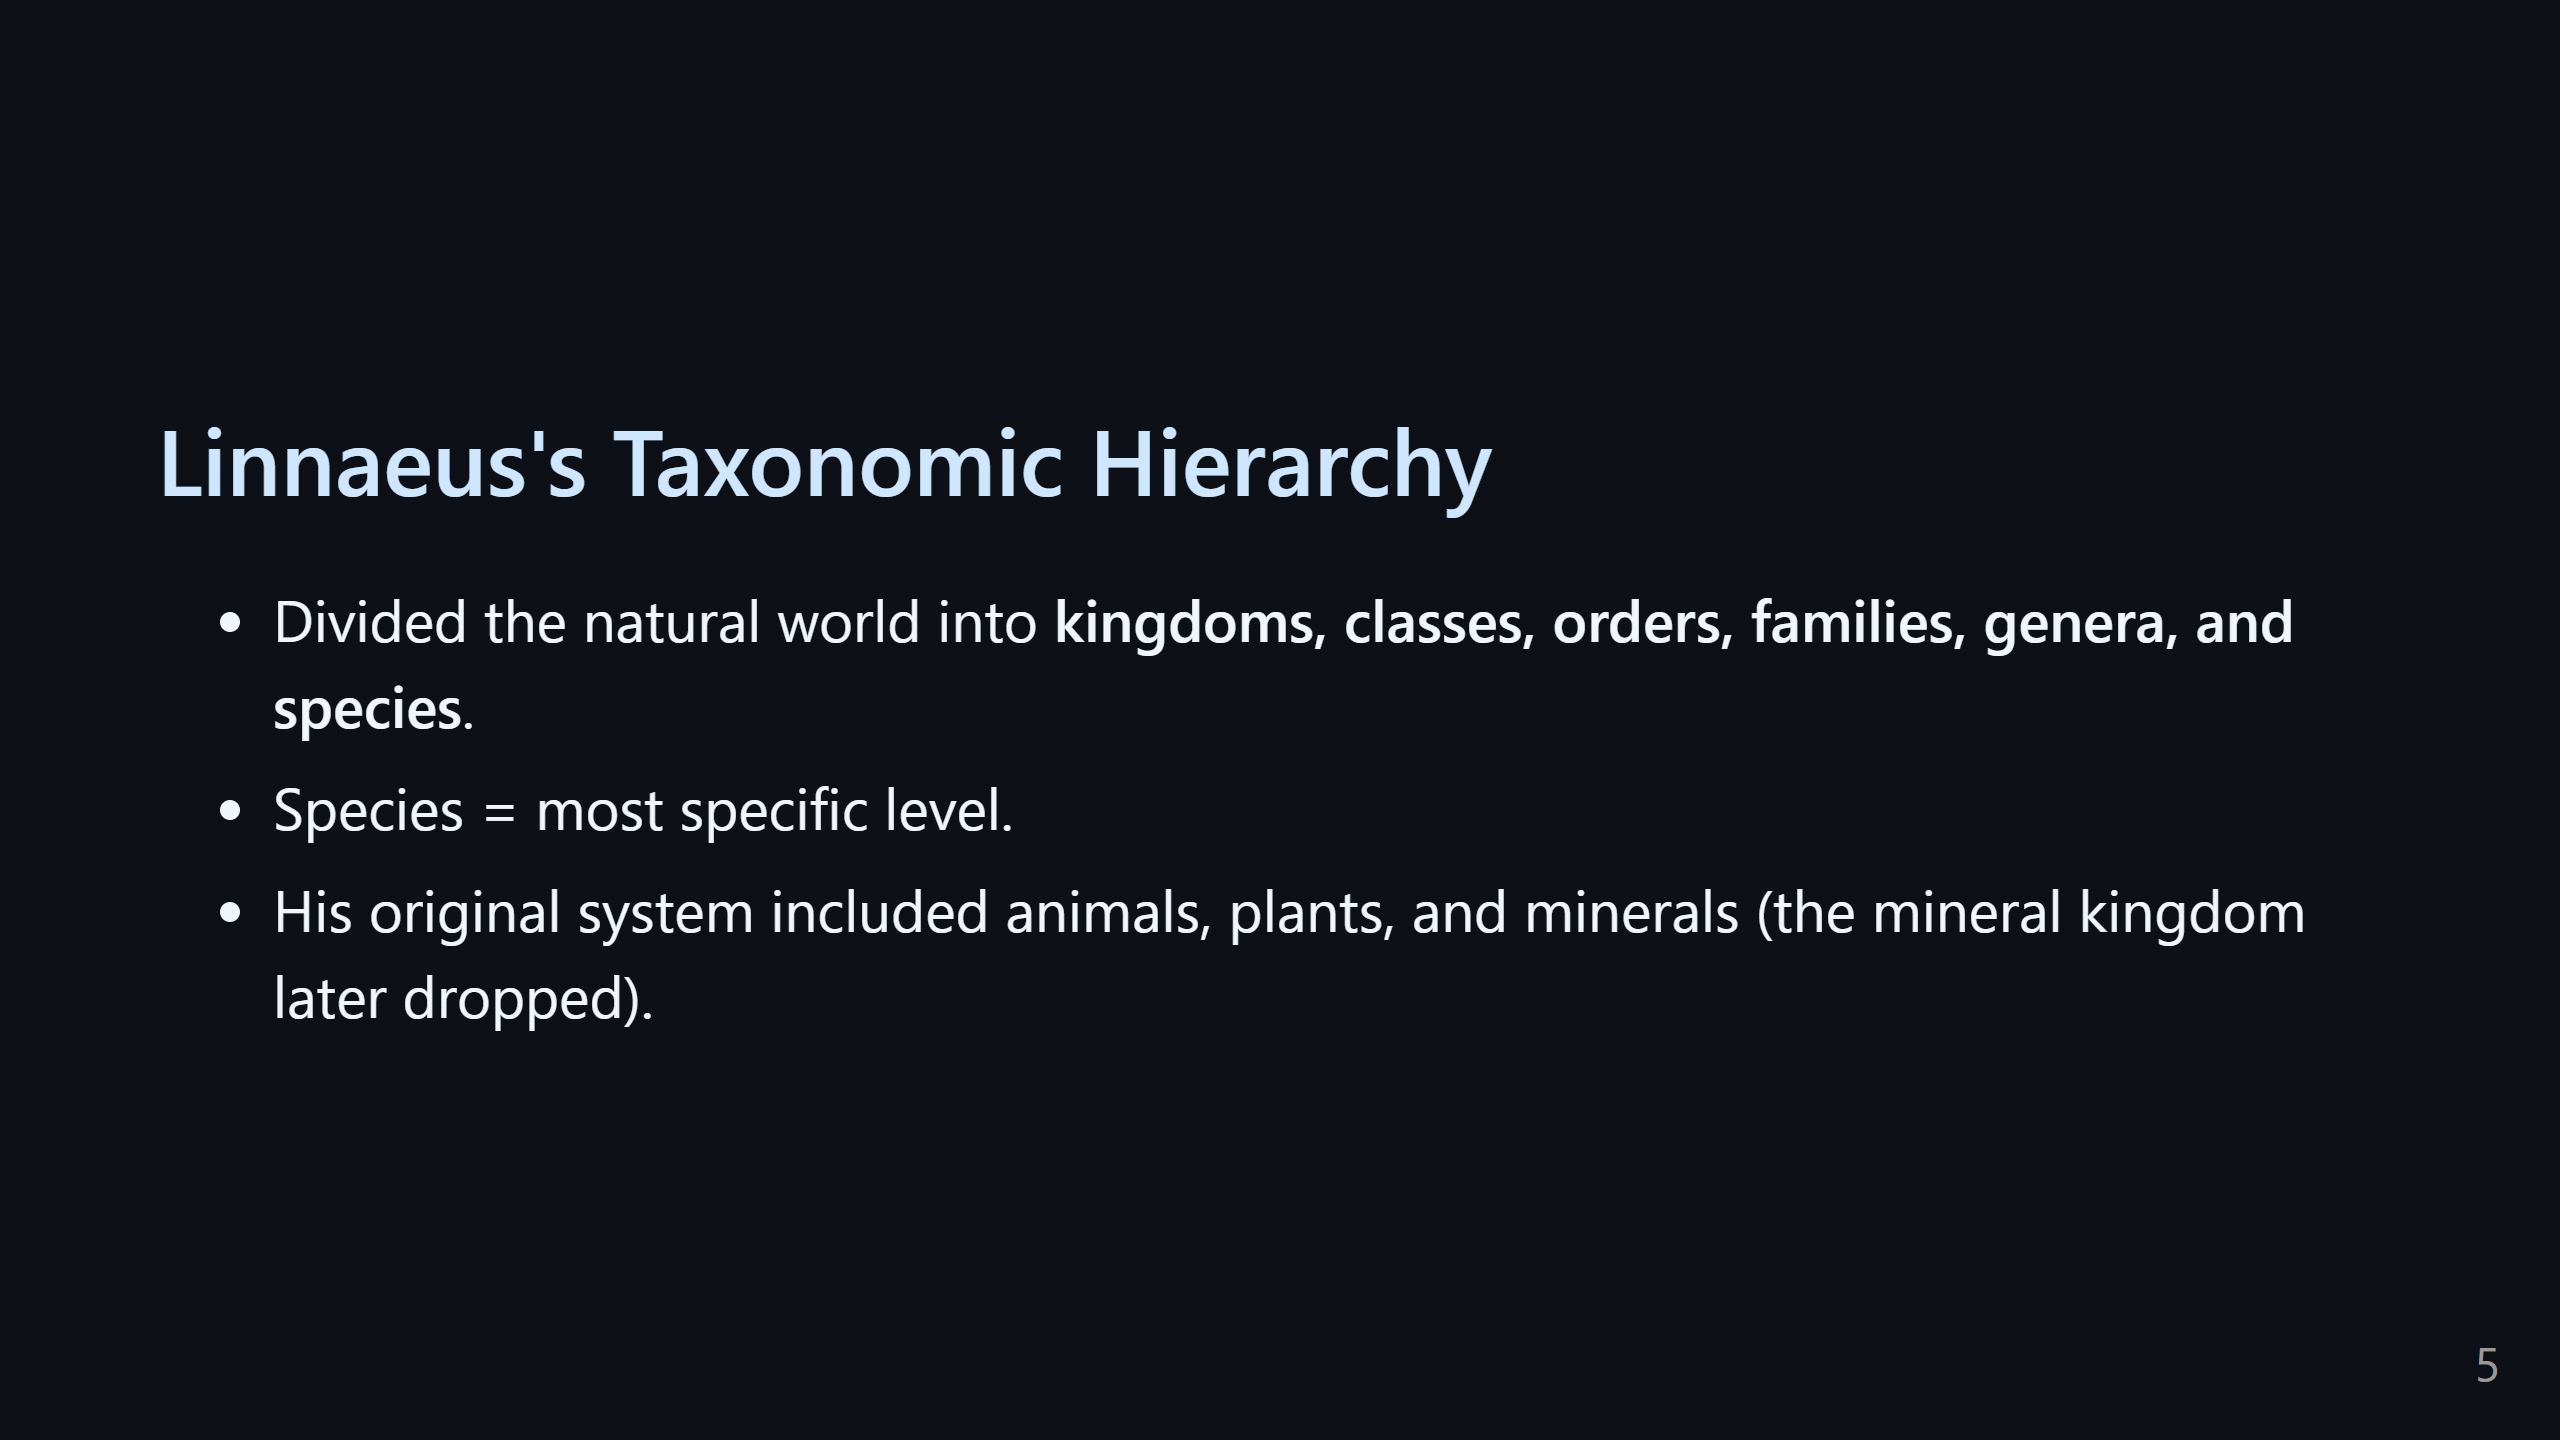 Linnaeus's Taxonomic Hierarchy
• Divided the natural world into kingdoms, classes, orders, families, genera, and
species.
• Species = most specific level.
• His original system included animals, plants, and minerals (the mineral kingdom
later dropped).
5